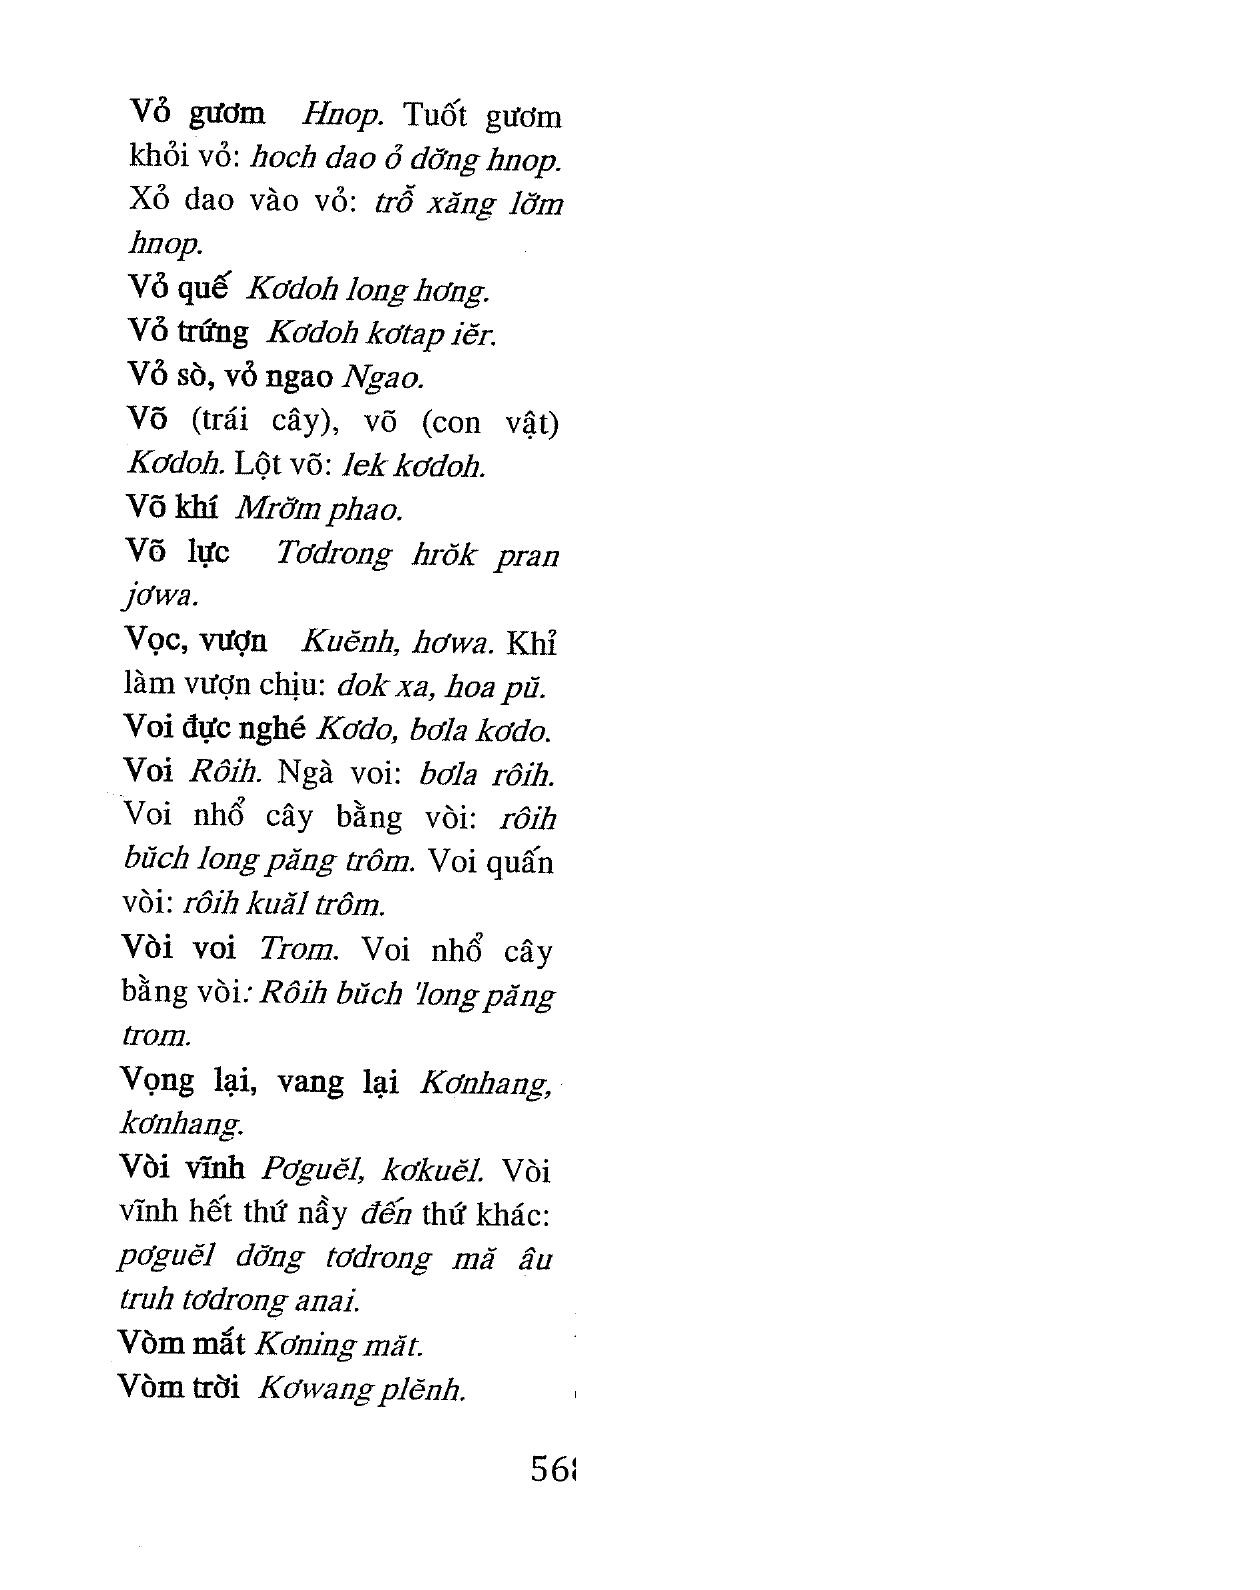 Vỏ gươm Hnop. Tuốt gươm
khỏi vỏ: hoch dao ở dơ̆ng hnop.
Xỏ dao vào vỏ: trỗ xăng lơ̆m
hnop.
Vỏ quế Kơdoh long hơng.
Vỏ trứng Kơdoh kơtap iĕr.
Vỏ sò, vỏ ngao Ngao.
Võ (trái cây), võ (con vật)
Kơdoh. Lột võ: lek kơdoh.
Võ khí Mrơ̆m phao.
Võ lực Tơdrong hrŏk pran
jơwa.
Vọc, vượn Kuĕnh, hơwa. Khỉ
làm vượn chịu: dok xa, hoa pŭ.
Voi đực nghé Kơdo, bơla kơdo.
Voi Rôih. Ngà voi: bơla rôih.
Voi nhổ cây bằng vòi: rôih
bŭch long păng trôm. Voi quấn
vòi: rôih kuăl trôm.
Vòi voi Trom. Voi nhổ cây
bằng vòi: Rôih bŭch 'long păng
trom.
Vọng lại, vang lại Kơnhang,
kơnhang.
Vòi vĩnh Pơguĕl, kơkuĕl. Vòi
vĩnh hết thứ nầy đến thứ khác:
pơguĕl dơ̆ng tơdrong mă âu
truh tơdrong anai.
Vòm mắt Kơning măt.
Vòm trời Kơwang plĕnh.
568